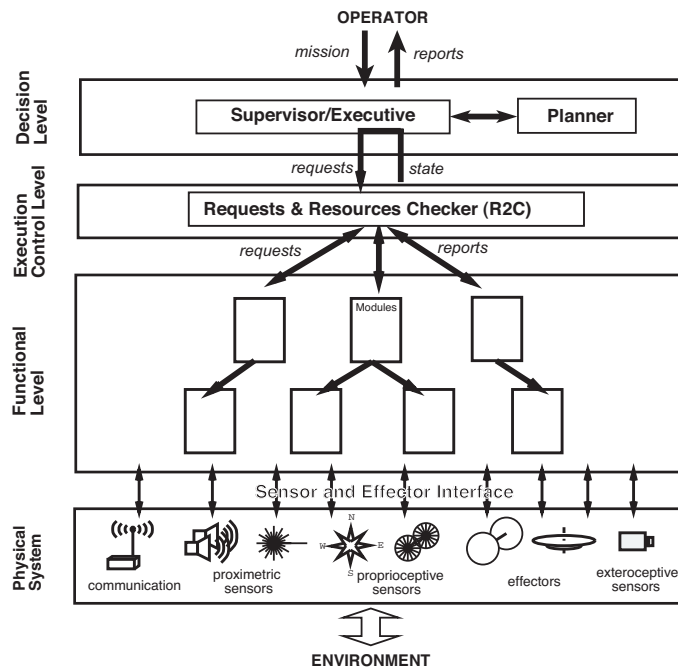 OPERATOR
mission
reports
Decision
Level
Supervisor/Executive
Planner
requests
state
Execution
Control Level
Requests & Resources Checker (R2C)
requests
reports
Functional
Level
Modules
Sensor and Effector Interface
Physical
System
N
W
E
S
communication
proximetric
sensors
proprioceptive
sensors
effectors
exteroceptive
sensors
ENVIRONMENT